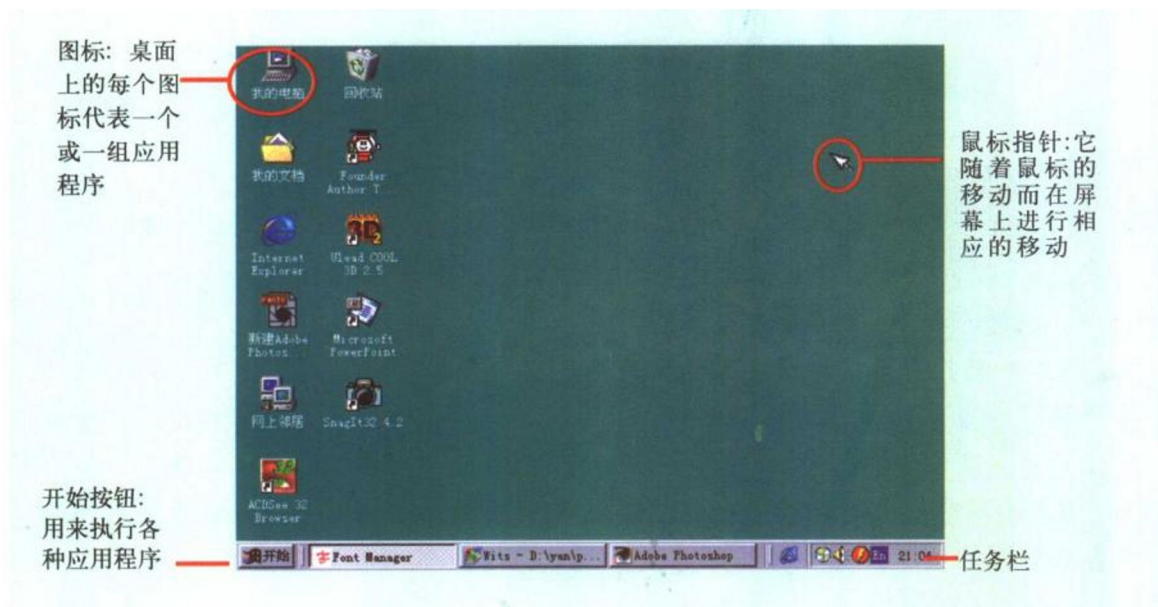 图标: 桌面
上的每个图
标代表一个
或一组应用
程序
我的电脑
回收站
我的文档
Founder
Author T...
Internet
Explorer
Ulead COOL
3D 2.5
新建Adobe
Photos...
Microsoft
PowerPoint
网上邻居
SnagIt32 4.2
ACDSee 32
Browser
鼠标指针:它
随着鼠标的
移动而在屏
幕上进行相
应的移动
开始按钮:
用来执行各
种应用程序
开始
Font Manager
Wits - D:\yan\p...
Adobe Photoshop
En
21:04
任务栏